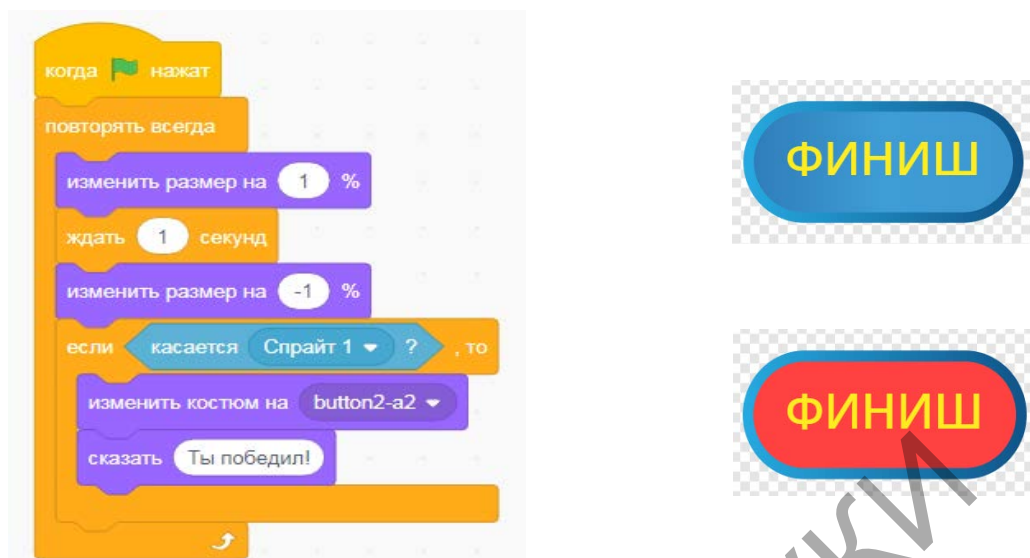 когда нажат
повторять всегда
изменить размер на 1 %
ждать 1 секунд
изменить размер на -1 %
если касается Спрайт 1 ? , то
изменить костюм на button2-a2
сказать Ты победил!
ФИНИШ
ФИНИШ